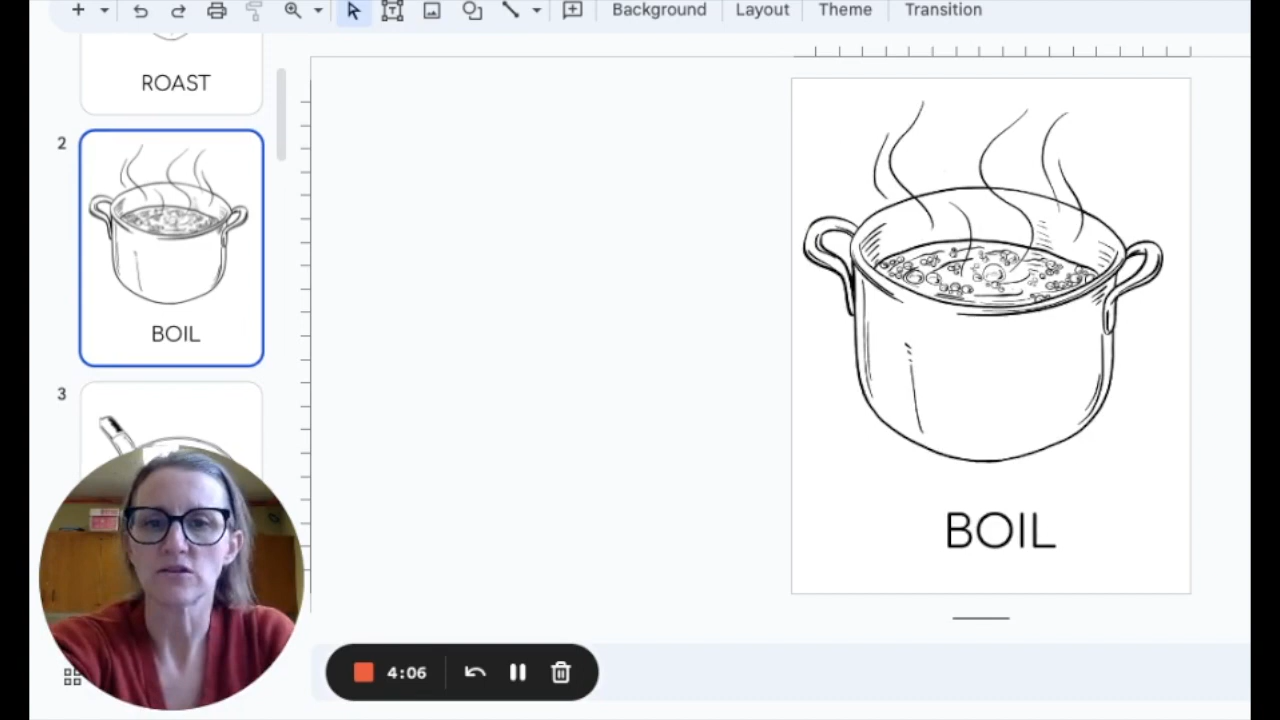 Background Layout Theme Transition
ROAST
2
BOIL
3
BOIL
4:06